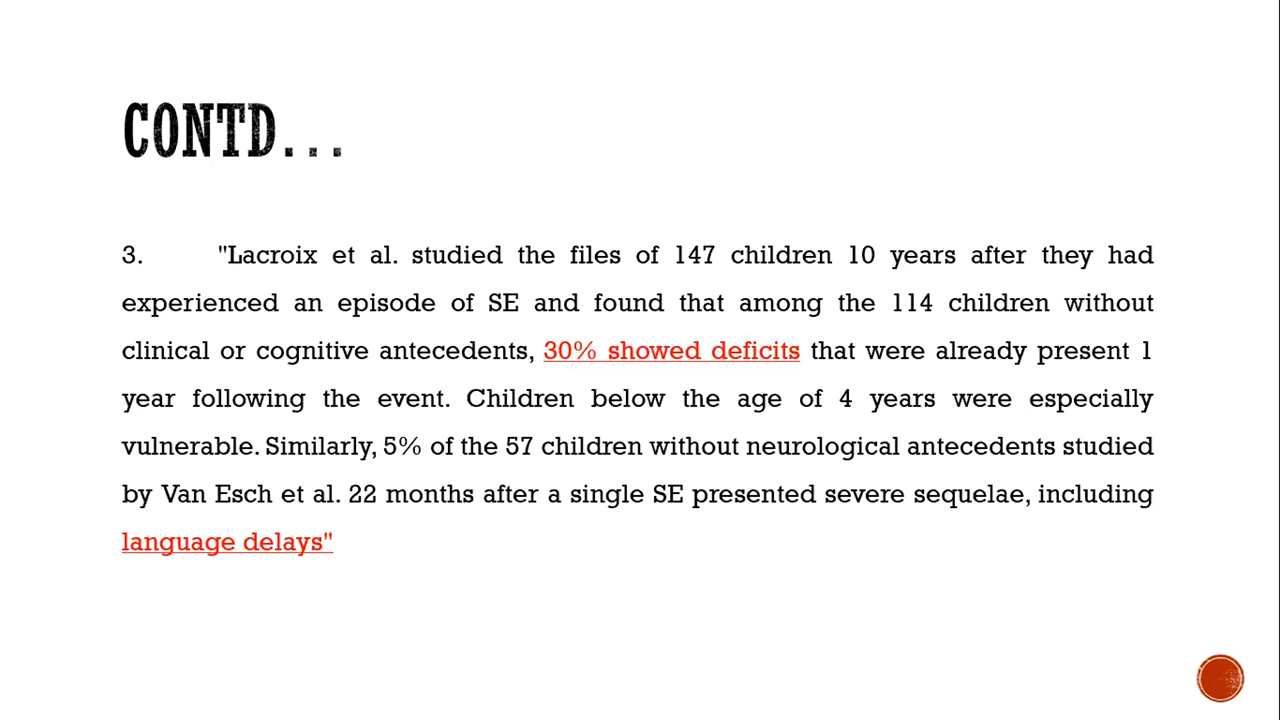 CONTD...
3. "Lacroix et al. studied the files of 147 children 10 years after they had
experienced an episode of SE and found that among the 114 children without
clinical or cognitive antecedents, 30% showed deficits that were already present 1
year following the event. Children below the age of 4 years were especially
vulnerable. Similarly, 5% of the 57 children without neurological antecedents studied
by Van Esch et al. 22 months after a single SE presented severe sequelae, including
language delays"